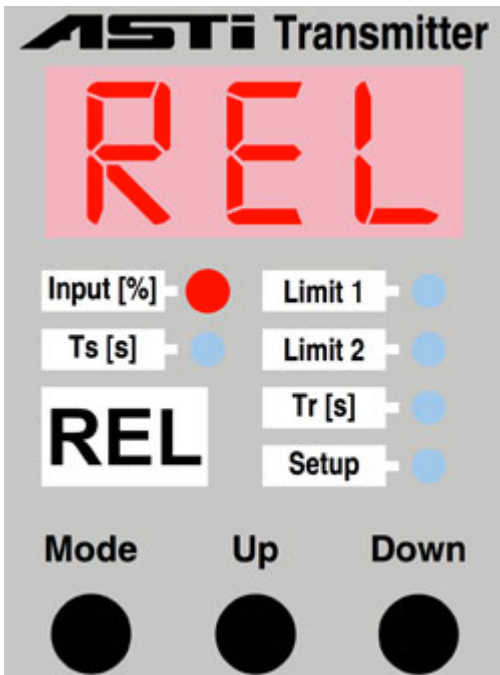 ASTi Transmitter
REL
Input [%] Limit 1
Ts [s] Limit 2
REL Tr [s]
Setup
Mode Up Down